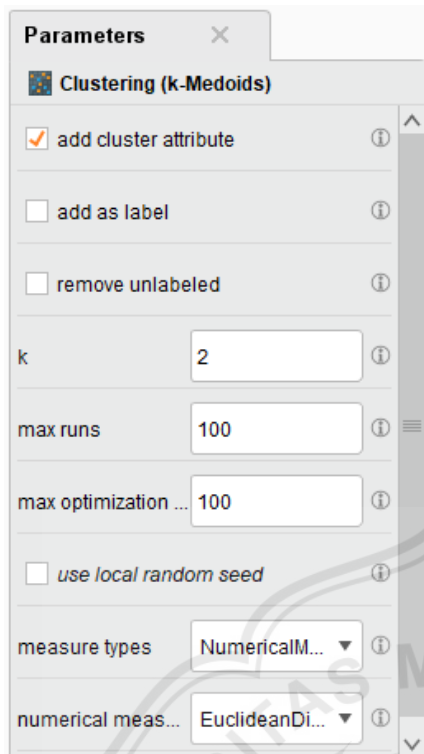 Parameters
Clustering (k-Medoids)
add cluster attribute
add as label
remove unlabeled
k 2
max runs 100
max optimization ... 100
use local random seed
measure types NumericalM...
numerical meas... EuclideanDi...
ITAS M